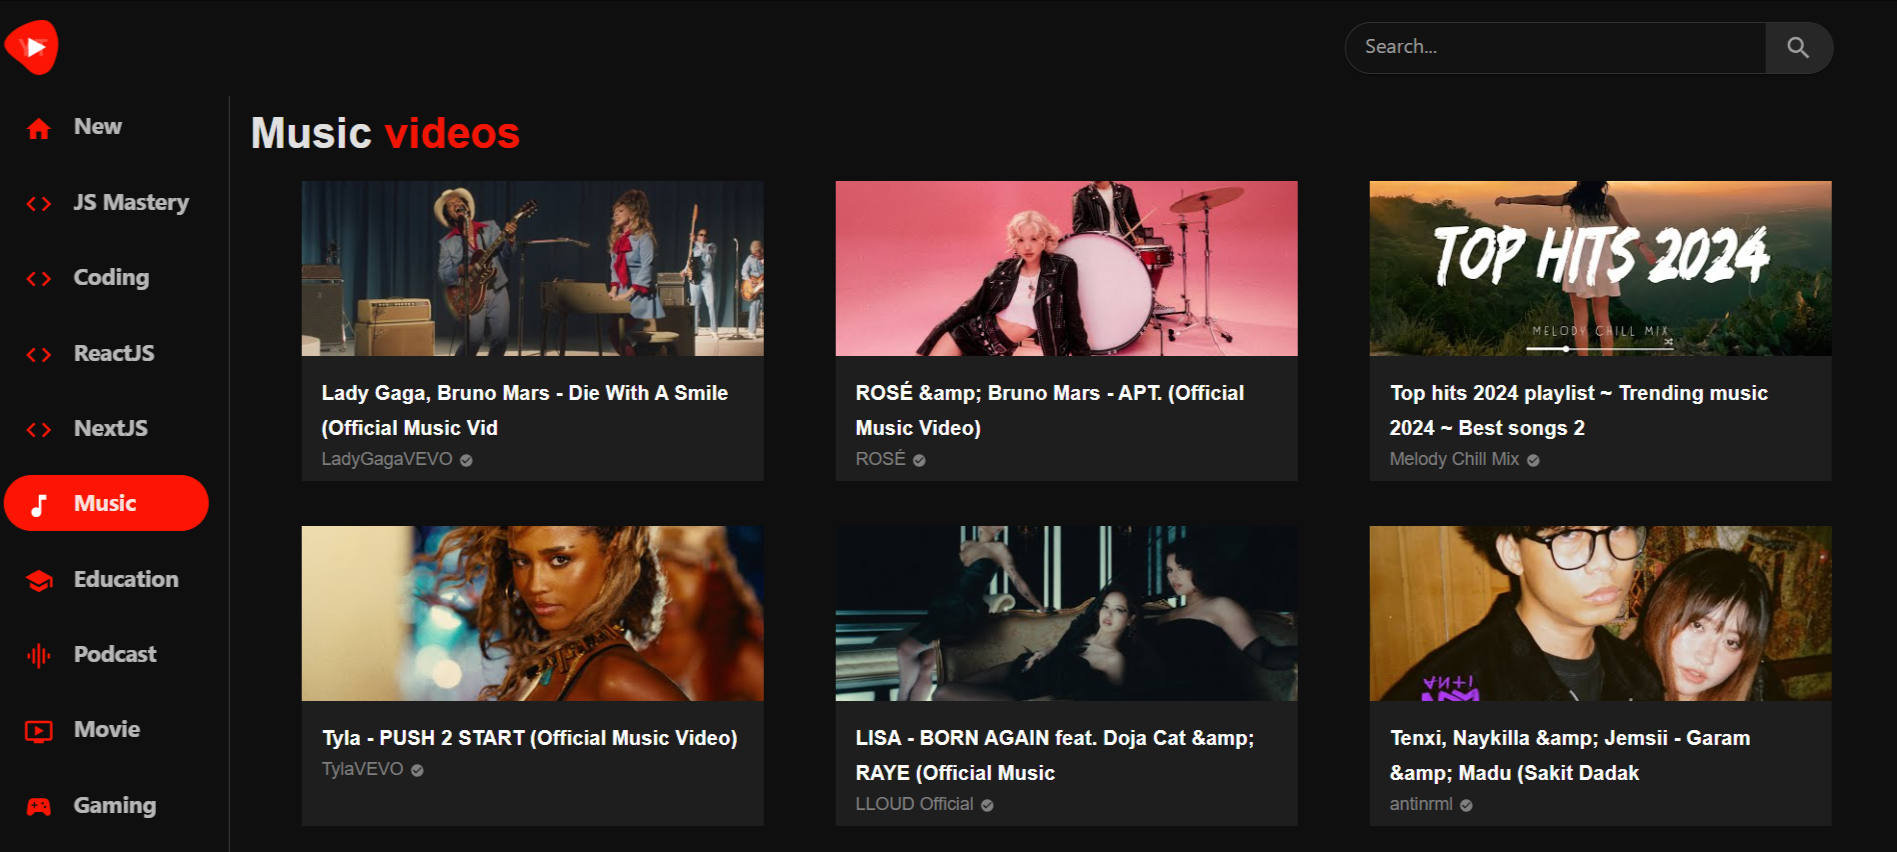 YT
Search...
New
JS Mastery
Coding
ReactJS
NextJS
Music
Education
Podcast
Movie
Gaming
Music videos
TOP HITS 2024
MELODY CHILL MIX
Lady Gaga, Bruno Mars - Die With A Smile
(Official Music Vid
LadyGagaVEVO
ROSÉ &amp; Bruno Mars - APT. (Official
Music Video)
ROSÉ
Top hits 2024 playlist ~ Trending music
2024 ~ Best songs 2
Melody Chill Mix
Tyla - PUSH 2 START (Official Music Video)
TylaVEVO
LISA - BORN AGAIN feat. Doja Cat &amp;
RAYE (Official Music
LLOUD Official
ANTI
Tenxi, Naykilla &amp; Jemsii - Garam
&amp; Madu (Sakit Dadak
antinrml